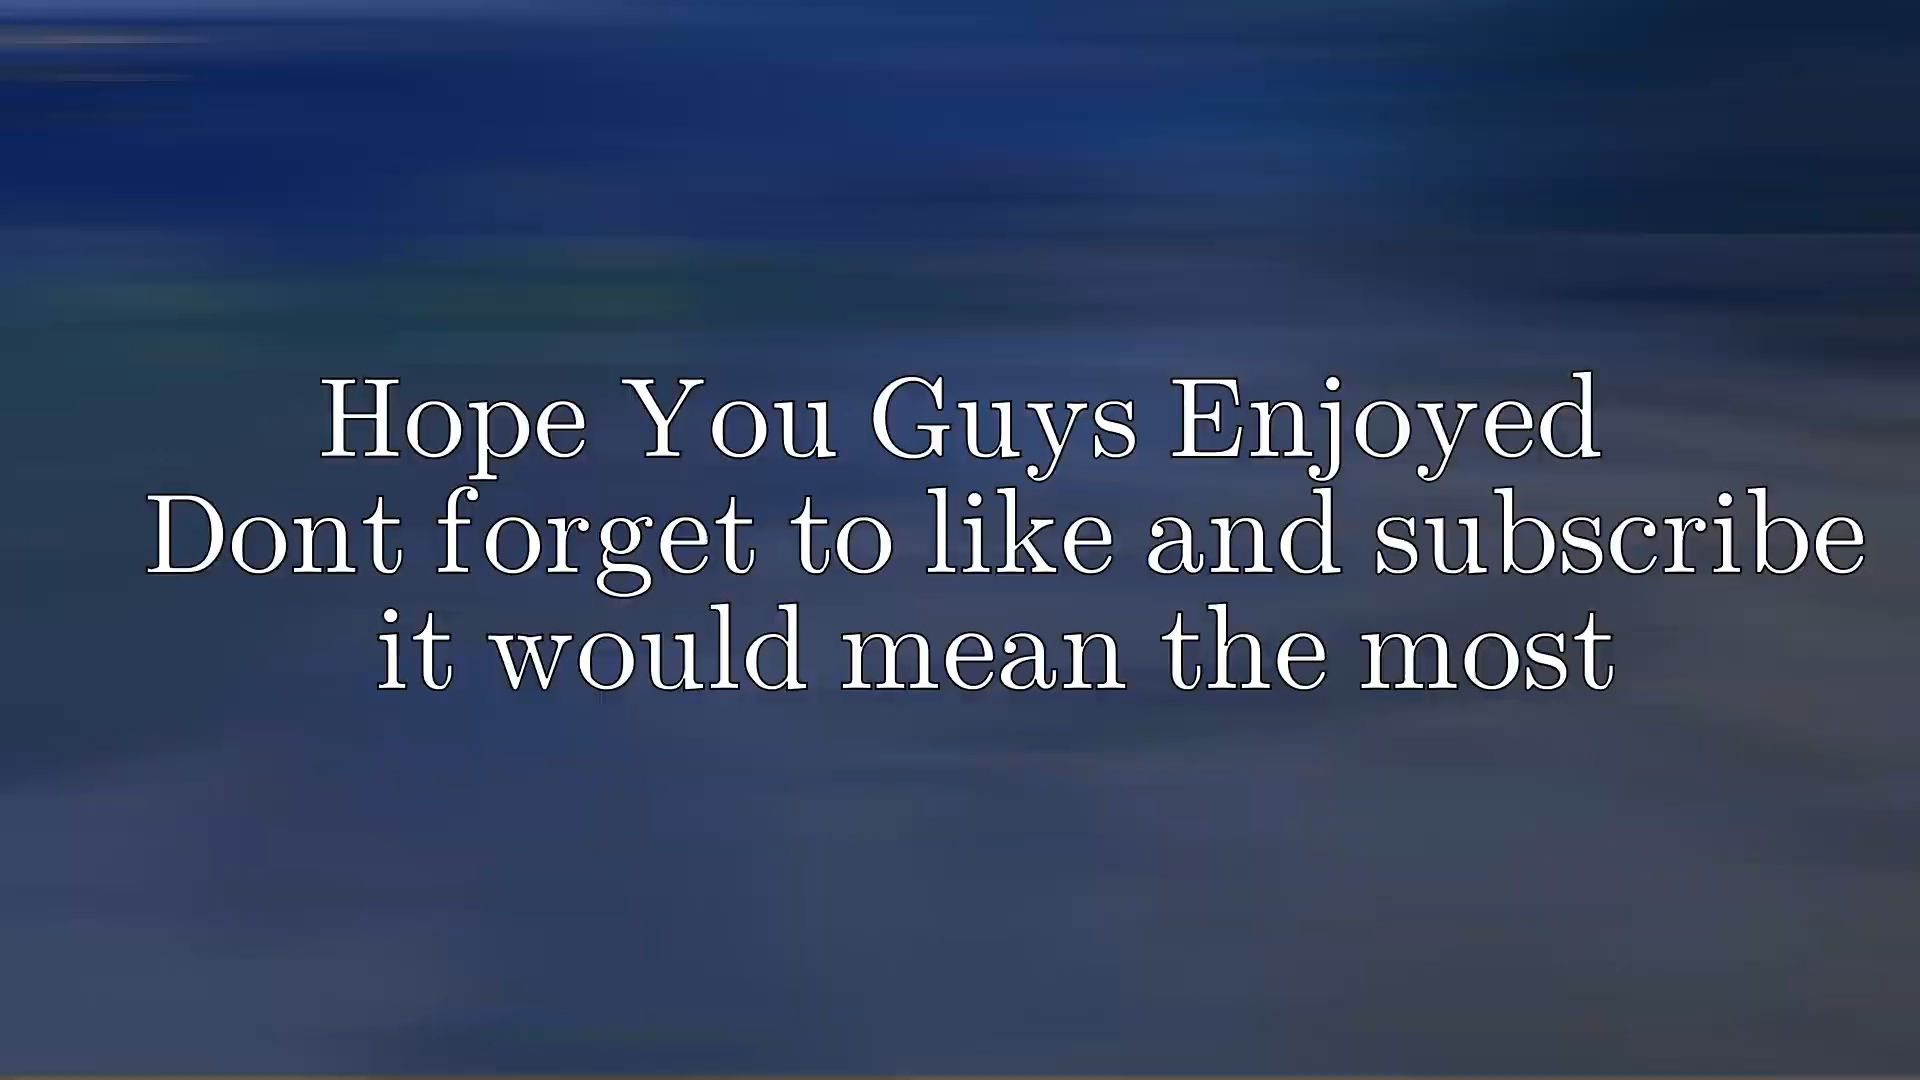 Hope You Guys Enjoyed
Dont forget to like and subscribe
it would mean the most